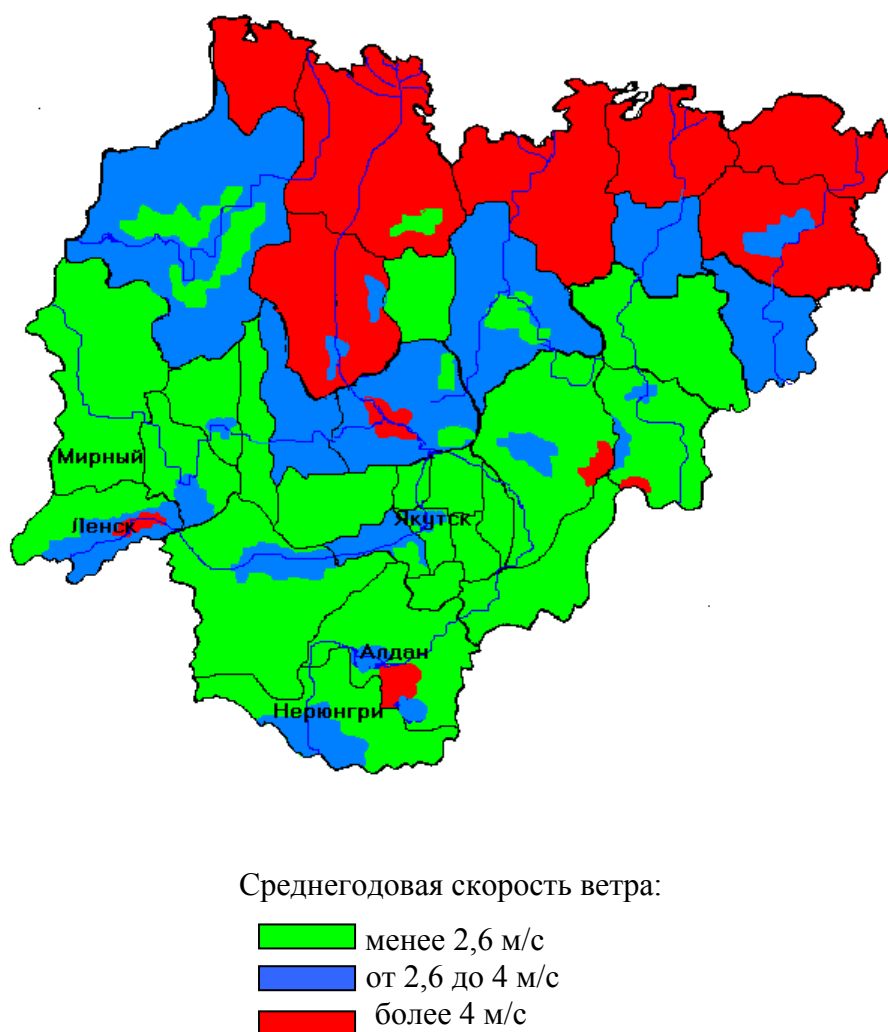 Мирный
Ленск
Якутск
Алдан
Нерюнгри
Среднегодовая скорость ветра:
менее 2,6 м/с
от 2,6 до 4 м/с
более 4 м/с